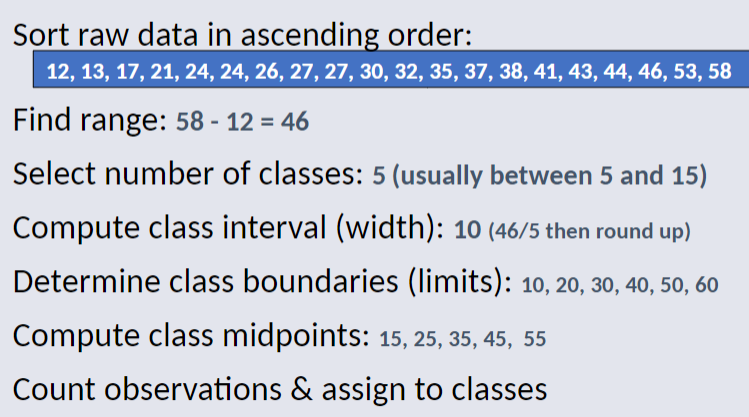 Sort raw data in ascending order:
12, 13, 17, 21, 24, 24, 26, 27, 27, 30, 32, 35, 37, 38, 41, 43, 44, 46, 53, 58
Find range: 58 - 12 = 46
Select number of classes: 5 (usually between 5 and 15)
Compute class interval (width): 10 (46/5 then round up)
Determine class boundaries (limits): 10, 20, 30, 40, 50, 60
Compute class midpoints: 15, 25, 35, 45, 55
Count observations & assign to classes